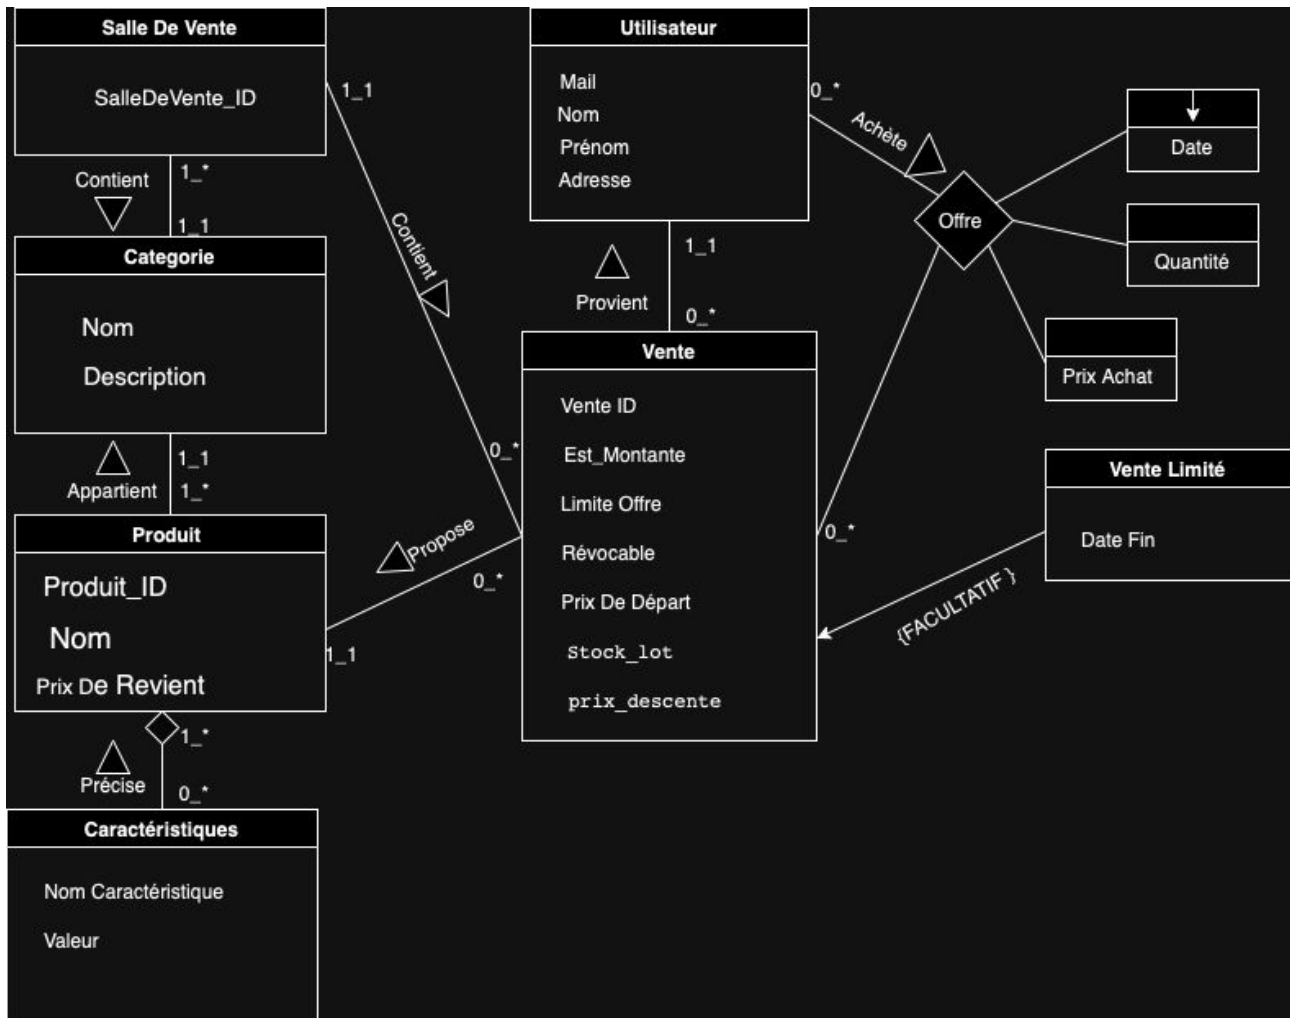 Salle De Vente
SalleDeVente_ID
1_1
Contient
1_*
1_1
Categorie
Nom
Description
1_1
Appartient
1_*
Produit
Produit_ID
Nom
Prix De Revient
1_*
Précise
0_*
Caractéristiques
Nom Caractéristique
Valeur
Contient
0_*
Propose
0_*
1_1
Utilisateur
Mail
Nom
Prénom
Adresse
1_1
Provient
0_*
Vente
Vente ID
Est_Montante
Limite Offre
Révocable
Prix De Départ
Stock_lot
prix_descente
0_*
Achète
Offre
Date
Quantité
Prix Achat
0_*
Vente Limité
Date Fin
{FACULTATIF }